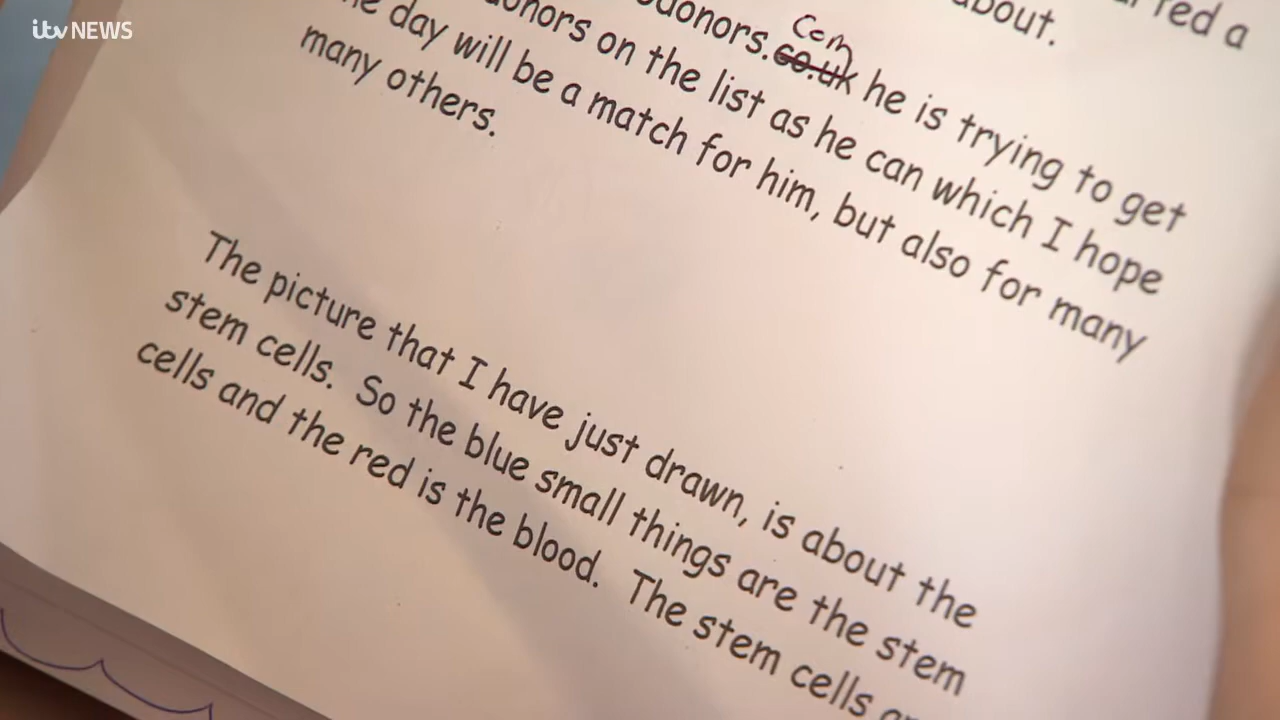 itv NEWS
red a
about.
donors.co.uk Com he is trying to get
donors on the list as he can which I hope
day will be a match for him, but also for many
many others.
The picture that I have just drawn, is about the
stem cells. So the blue small things are the stem
cells and the red is the blood. The stem cells